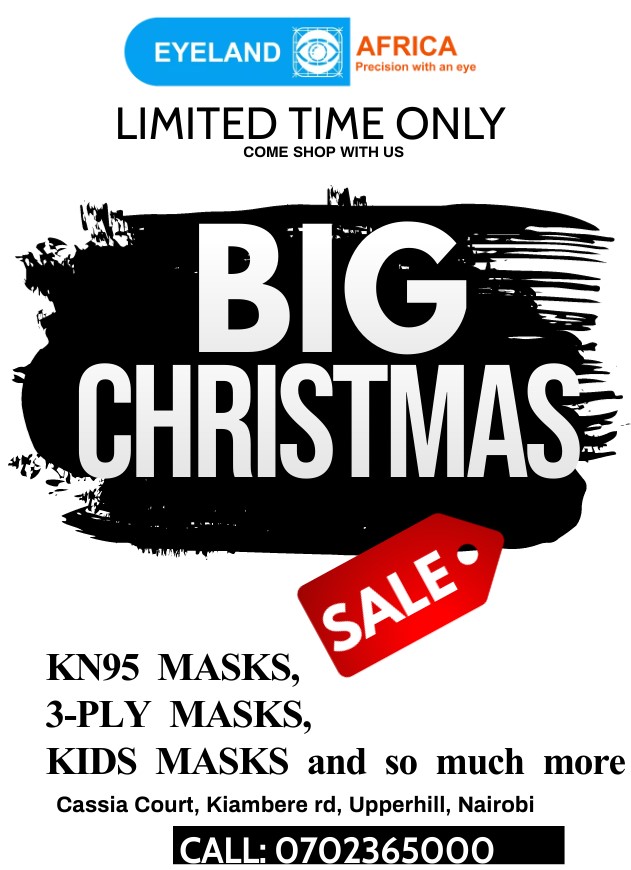 EYELAND AFRICA
Precision with an eye
LIMITED TIME ONLY
COME SHOP WITH US
BIG
CHRISTMAS
SALE
KN95 MASKS,
3-PLY MASKS,
KIDS MASKS and so much more
Cassia Court, Kiambere rd, Upperhill, Nairobi
CALL: 0702365000